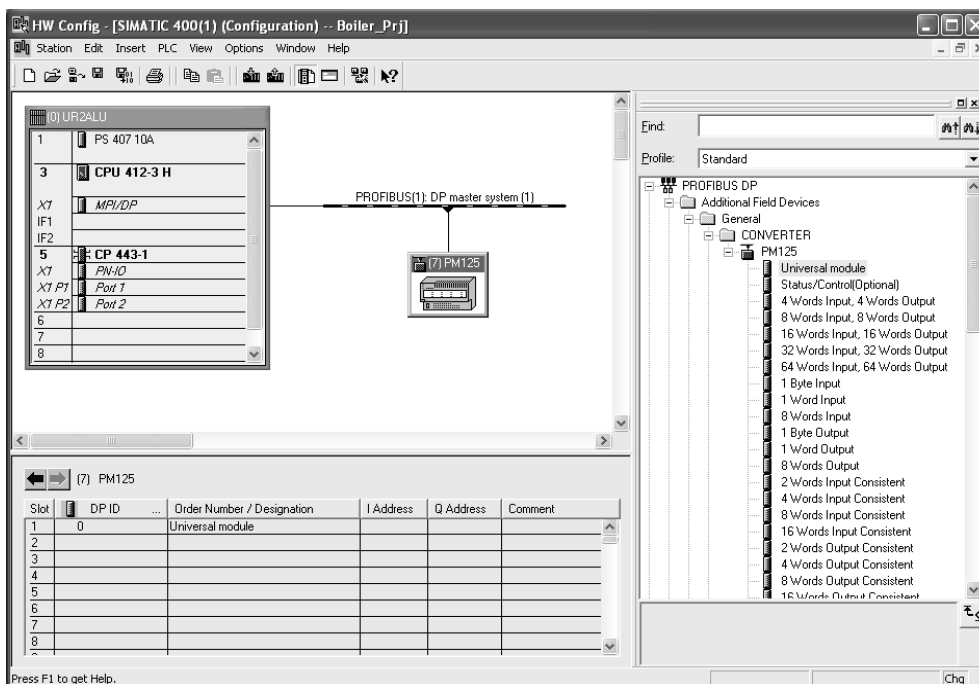 HW Config - [SIMATIC 400(1) (Configuration) -- Boiler_Prj]
Station Edit Insert PLC View Options Window Help
(0) UR2ALU
1 PS 407 10A
3 CPU 412-3 H
X1 MPI/DP
IF1
IF2
5 CP 443-1
X1 PN-IO
X1 P1 Port 1
X1 P2 Port 2
6
7
8
PROFIBUS(1): DP master system (1)
(7) PM125
Find:
Profile: Standard
PROFIBUS DP
Additional Field Devices
General
CONVERTER
PM125
Universal module
Status/Control(Optional)
4 Words Input, 4 Words Output
8 Words Input, 8 Words Output
16 Words Input, 16 Words Output
32 Words Input, 32 Words Output
64 Words Input, 64 Words Output
1 Byte Input
1 Word Input
8 Words Input
1 Byte Output
1 Word Output
8 Words Output
2 Words Input Consistent
4 Words Input Consistent
8 Words Input Consistent
16 Words Input Consistent
2 Words Output Consistent
4 Words Output Consistent
8 Words Output Consistent
16 Words Output Consistent
(7) PM125
Slot DP ID ... Order Number / Designation I Address Q Address Comment
1 0 Universal module
2
3
4
5
6
7
8
Press F1 to get Help.
Chg